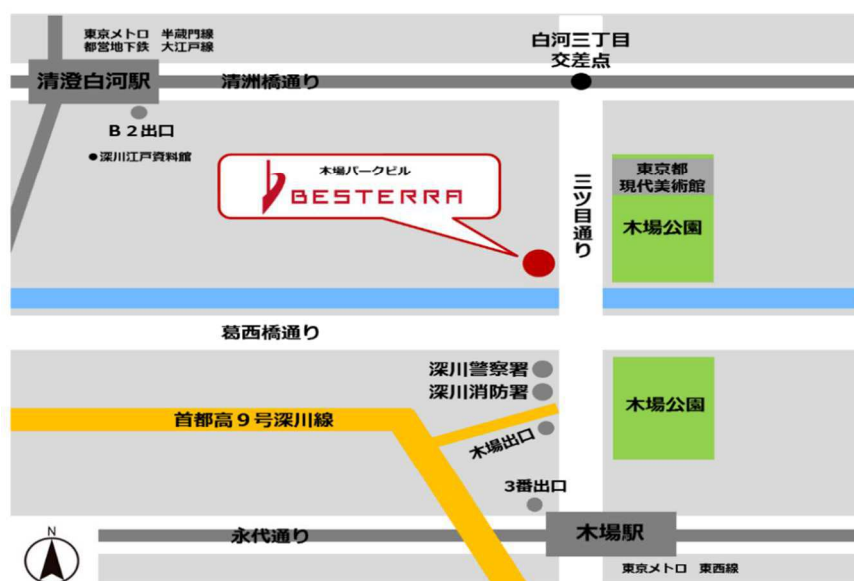 東京メトロ 半蔵門線
都営地下鉄 大江戸線
清澄白河駅
清洲橋通り
白河三丁目
交差点
B2出口
●深川江戸資料館
木場パークビル
BESTERRA
三ツ目通り
東京都
現代美術館
木場公園
葛西橋通り
深川警察署
深川消防署
首都高9号深川線
木場出口
木場公園
3番出口
N
永代通り
木場駅
東京メトロ 東西線